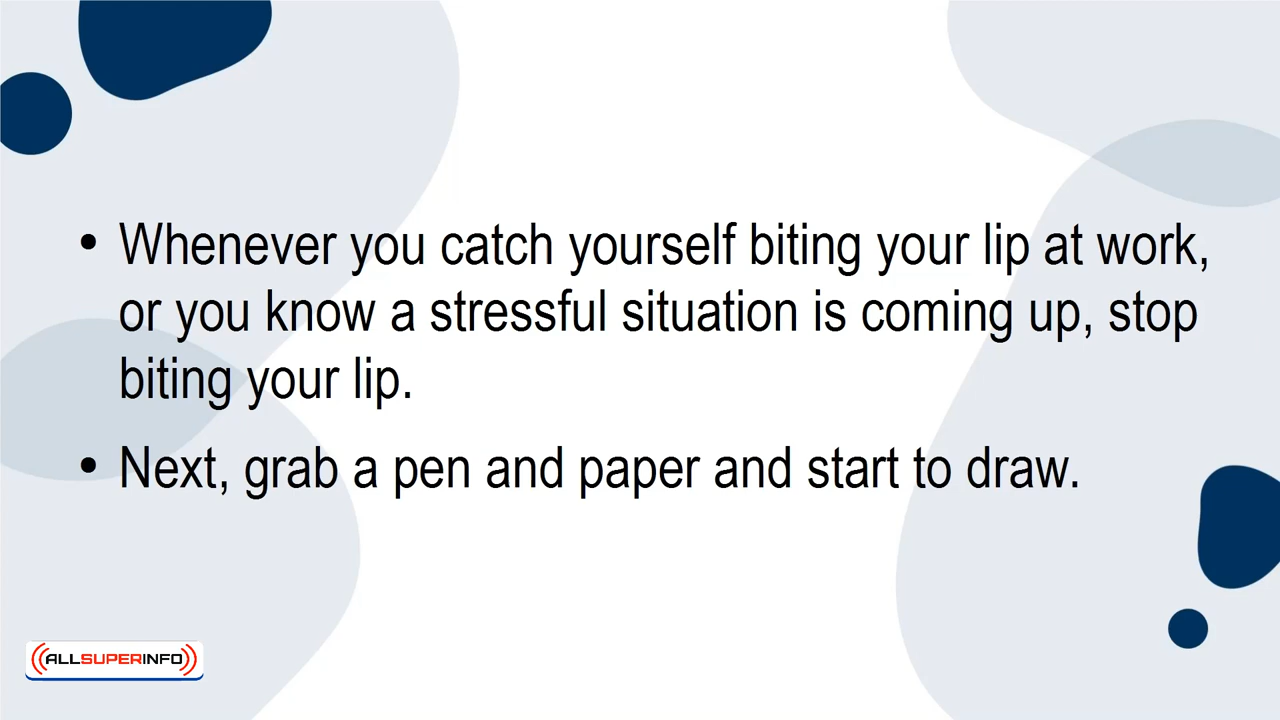 • Whenever you catch yourself biting your lip at work,
or you know a stressful situation is coming up, stop
biting your lip.
• Next, grab a pen and paper and start to draw.
ALLSUPERINFO